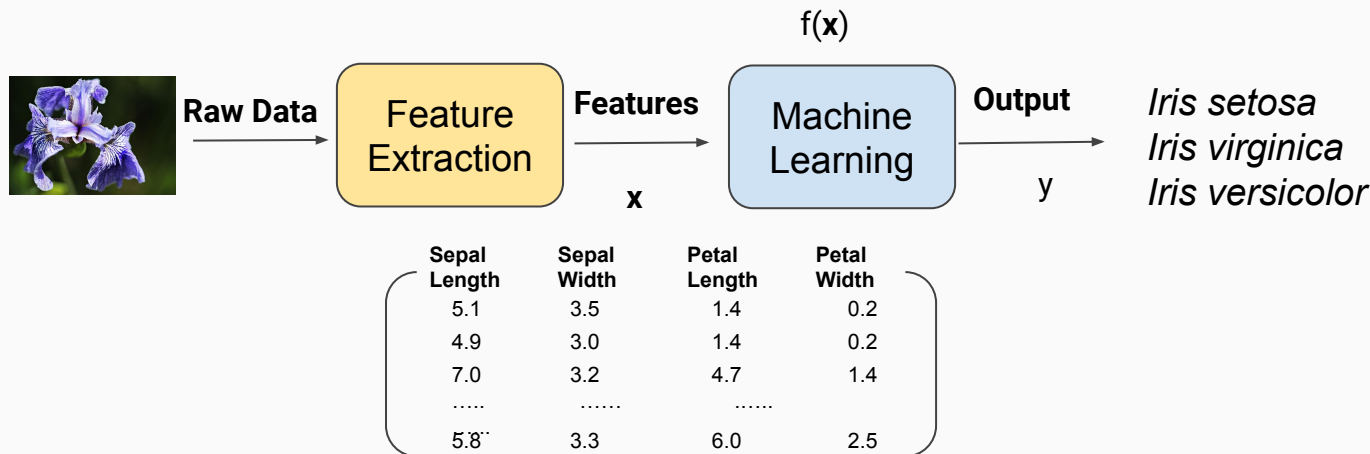 f(x)
Raw Data
Feature
Extraction
Features
x
Machine
Learning
Output
y
Iris setosa
Iris virginica
Iris versicolor
Sepal Length Sepal Width Petal Length Petal Width
5.1 3.5 1.4 0.2
4.9 3.0 1.4 0.2
7.0 3.2 4.7 1.4
..... ...... ......
.....
5.8 3.3 6.0 2.5